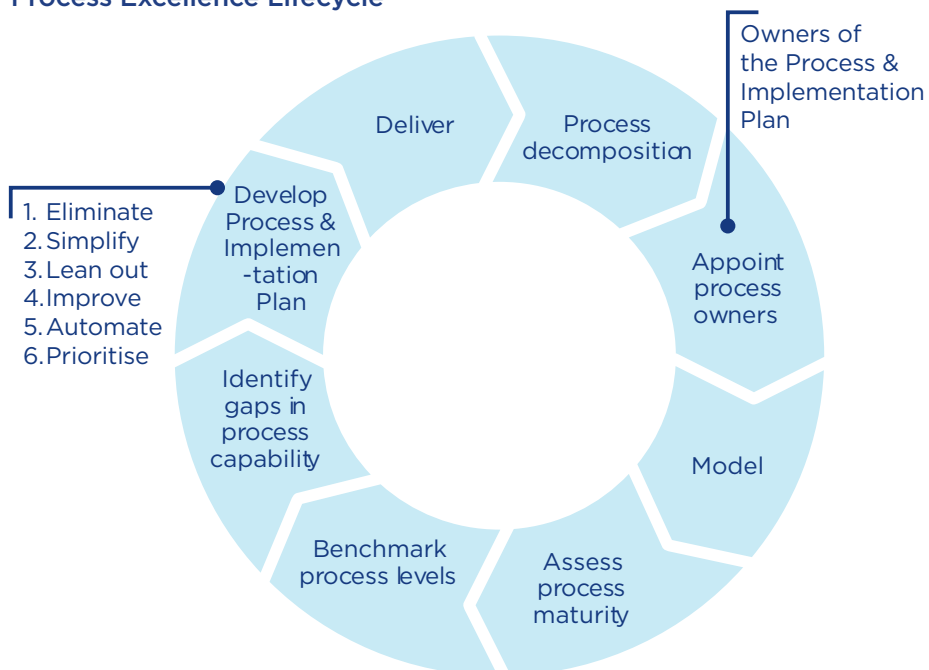 Process Excellence Lifecycle
Owners of
the Process &
Implementation
Plan
Process
decomposition
Appoint
process
owners
Model
Assess
process
maturity
Benchmark
process levels
Identify
gaps in
process
capability
Develop
Process &
Implemen
-tation
Plan
1. Eliminate
2. Simplify
3. Lean out
4. Improve
5. Automate
6. Prioritise
Deliver